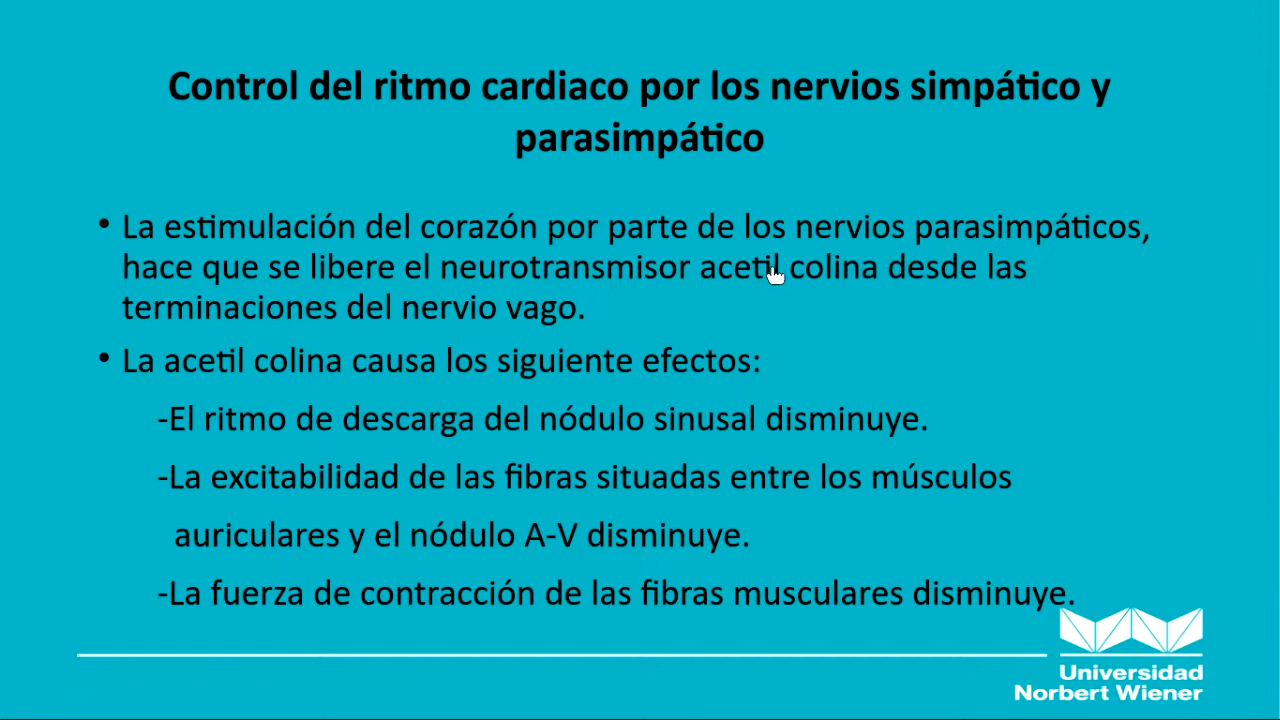 Control del ritmo cardiaco por los nervios simpático y
parasimpático
• La estimulación del corazón por parte de los nervios parasimpáticos,
hace que se libere el neurotransmisor acetil colina desde las
terminaciones del nervio vago.
• La acetil colina causa los siguiente efectos:
-El ritmo de descarga del nódulo sinusal disminuye.
-La excitabilidad de las fibras situadas entre los músculos
auriculares y el nódulo A-V disminuye.
-La fuerza de contracción de las fibras musculares disminuye.
Universidad
Norbert Wiener